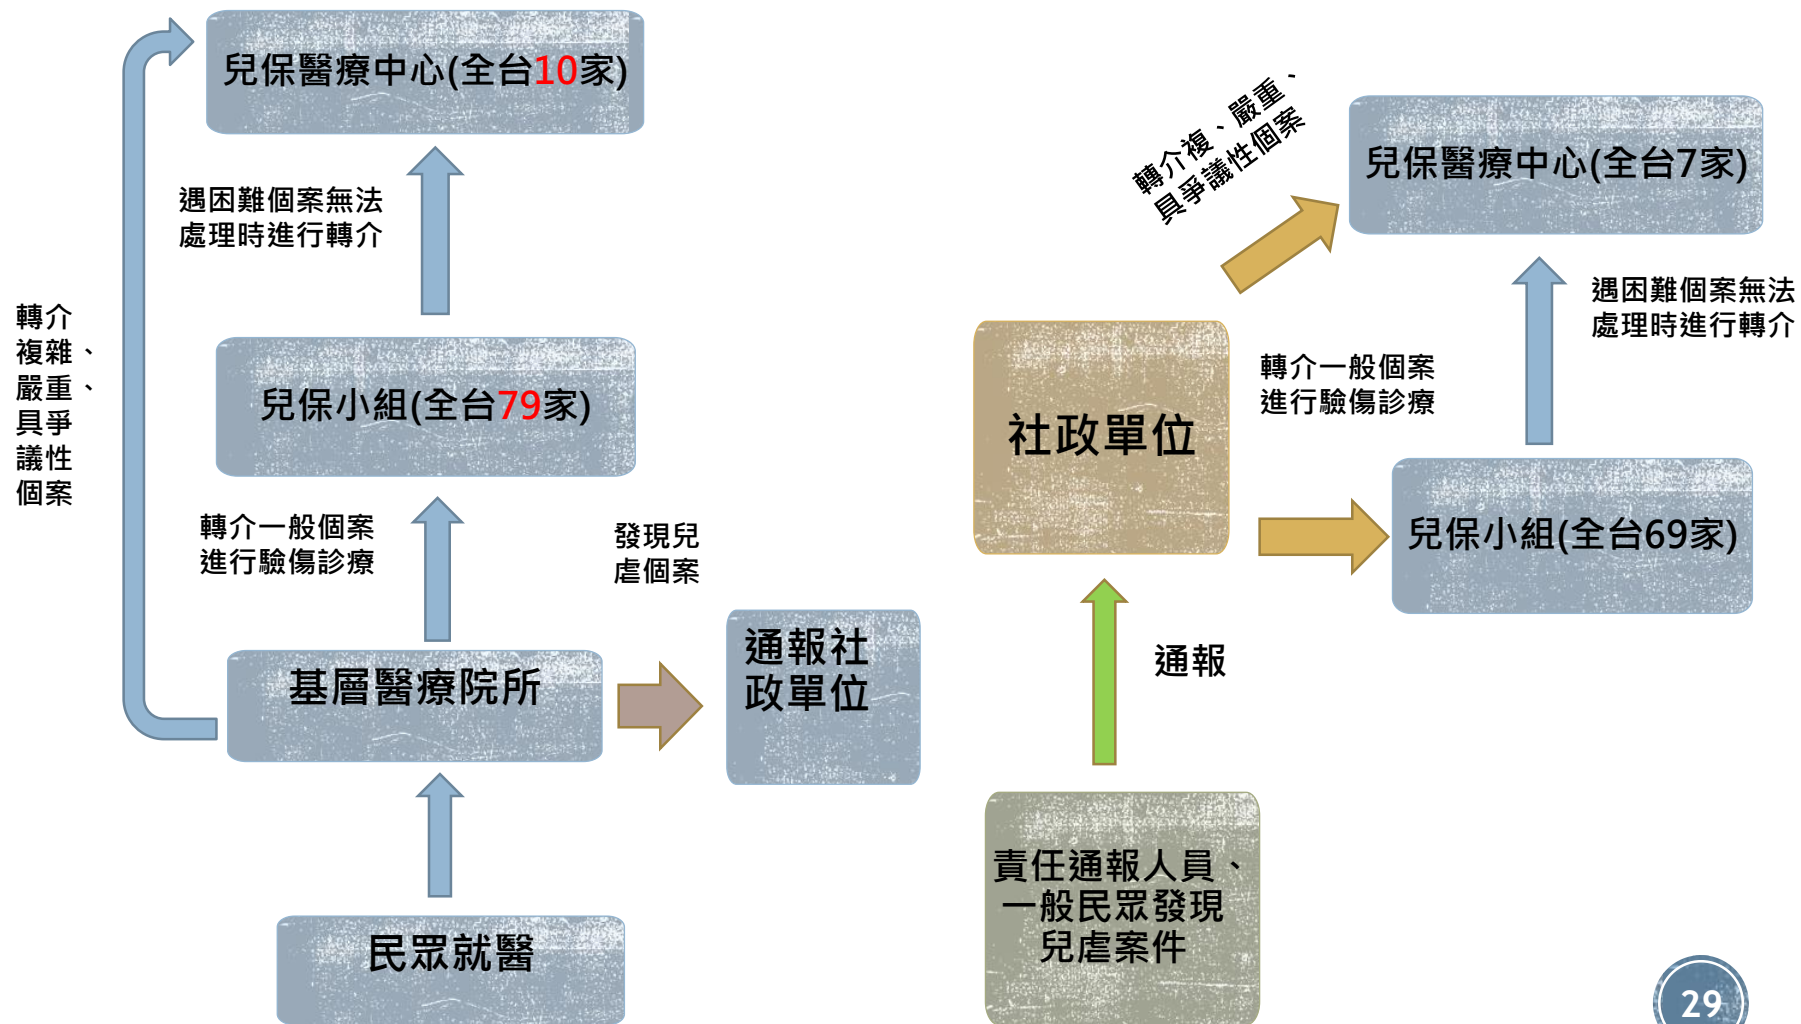 兒保醫療中心(全台10家)
遇困難個案無法
處理時進行轉介
轉介
複雜、
嚴重、
具爭
議性
個案
兒保小組(全台79家)
轉介一般個案
進行驗傷診療
發現兒
虐個案
基層醫療院所
通報社
政單位
民眾就醫
轉介複、嚴重、
具爭議性個案
兒保醫療中心(全台7家)
遇困難個案無法
處理時進行轉介
社政單位
轉介一般個案
進行驗傷診療
兒保小組(全台69家)
通報
責任通報人員、
一般民眾發現
兒虐案件
29